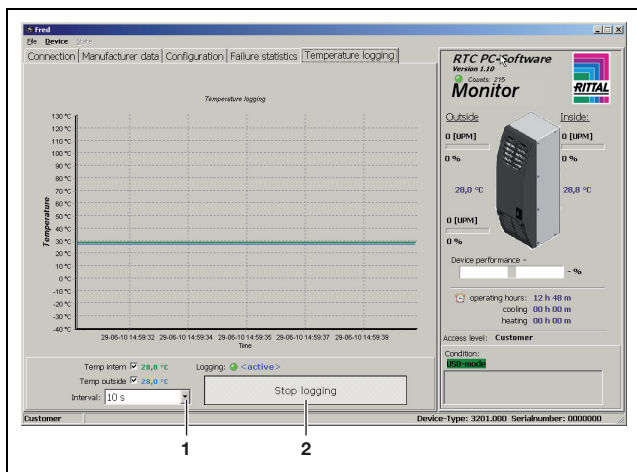 Fred
File Device State
Connection Manufacturer data Configuration Failure statistics Temperature logging
Temperature logging
130 °C
120 °C
110 °C
100 °C
90 °C
80 °C
70 °C
60 °C
50 °C
40 °C
30 °C
20 °C
10 °C
0 °C
-10 °C
-20 °C
-30 °C
-40 °C
Temperature
29-06-10 14:59:32 29-06-10 14:59:34 29-06-10 14:59:35 29-06-10 14:59:37 29-06-10 14:59:39
Time
Temp intern 28,8 °C
Temp outside 28,0 °C
Interval: 10 s
Logging: <active>
Stop logging
RTC PC-Software
Version 1.10
Counts: 215
Monitor
RITTAL
Outside Inside:
0 [UPM] 0 [UPM]
0 % 0 %
28,0 °C 28,8 °C
0 [UPM]
0 %
Device performance -
- %
operating hours: 12 h 48 m
cooling 00 h 00 m
heating 00 h 00 m
Access level: Customer
Condition:
USB-mode
Customer Device-Type: 3201.000 Serialnumber: 0000000
1 2